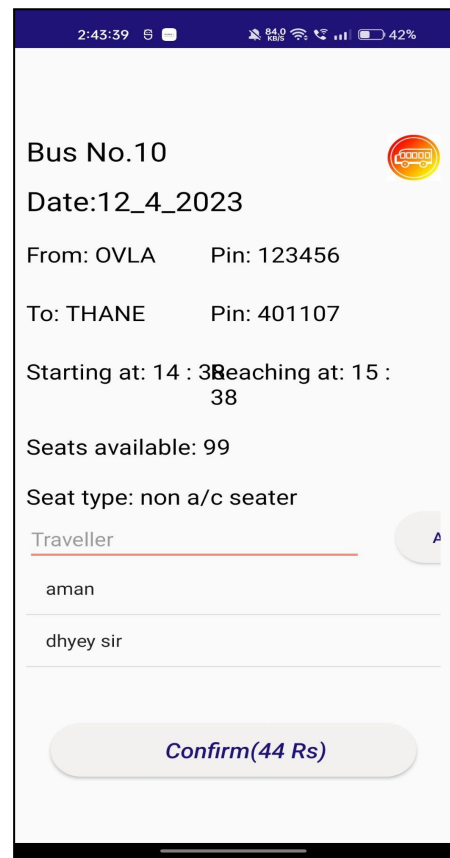 2:43:39 84.0 KB/S 42%
Bus No.10
Date:12_4_2023
From: OVLA Pin: 123456
To: THANE Pin: 401107
Starting at: 14 : 38 Reaching at: 15 :
38
Seats available: 99
Seat type: non a/c seater
Traveller A
aman
dhyey sir
Confirm(44 Rs)